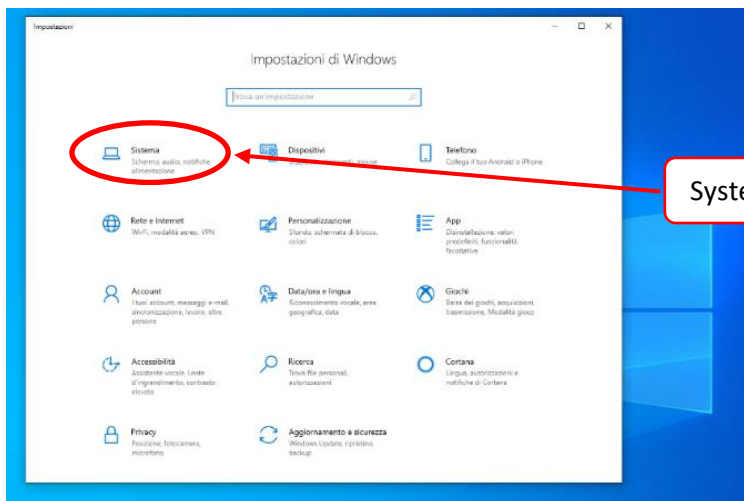 Impostazioni
Impostazioni di Windows
Trova un'impostazione
Sistema
Schermo, audio, notifiche,
alimentazione
Dispositivi
mouse
Telefono
Collega il tuo Android o iPhone
Syste
Rete e Internet
Wi-Fi, modalità aereo, VPN
Personalizzazione
Sfondo, schermata di blocco,
colori
App
Disinstallazione, valori
predefiniti, funzionalità
facoltative
Account
I tuoi account, messaggi e-mail,
sincronizzazione, lavoro, altre
persone
Data/ora e lingua
Riconoscimento vocale, area
geografica, data
Giochi
Barra dei giochi, acquisizioni,
trasmissione, Modalità gioco
Accessibilità
Assistente vocale, Lente
d'ingrandimento, contrasto
elevato
Ricerca
Trova file personali,
autorizzazioni
Cortana
Lingua, autorizzazioni e
notifiche di Cortana
Privacy
Posizione, fotocamera,
microfono
Aggiornamento e sicurezza
Windows Update, ripristino,
backup